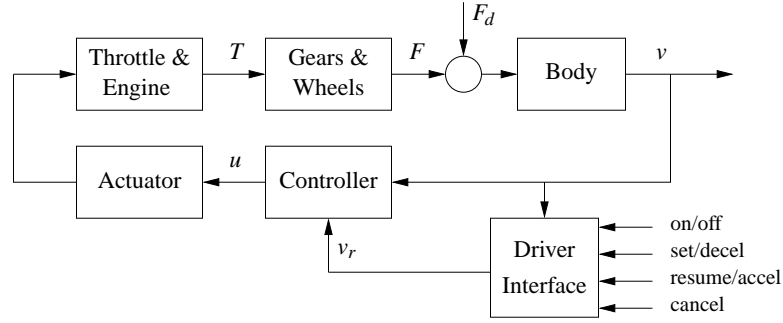 F_d
Throttle &
Engine
T
Gears &
Wheels
F
Body
v
Actuator
u
Controller
v_r
Driver
Interface
on/off
set/decel
resume/accel
cancel